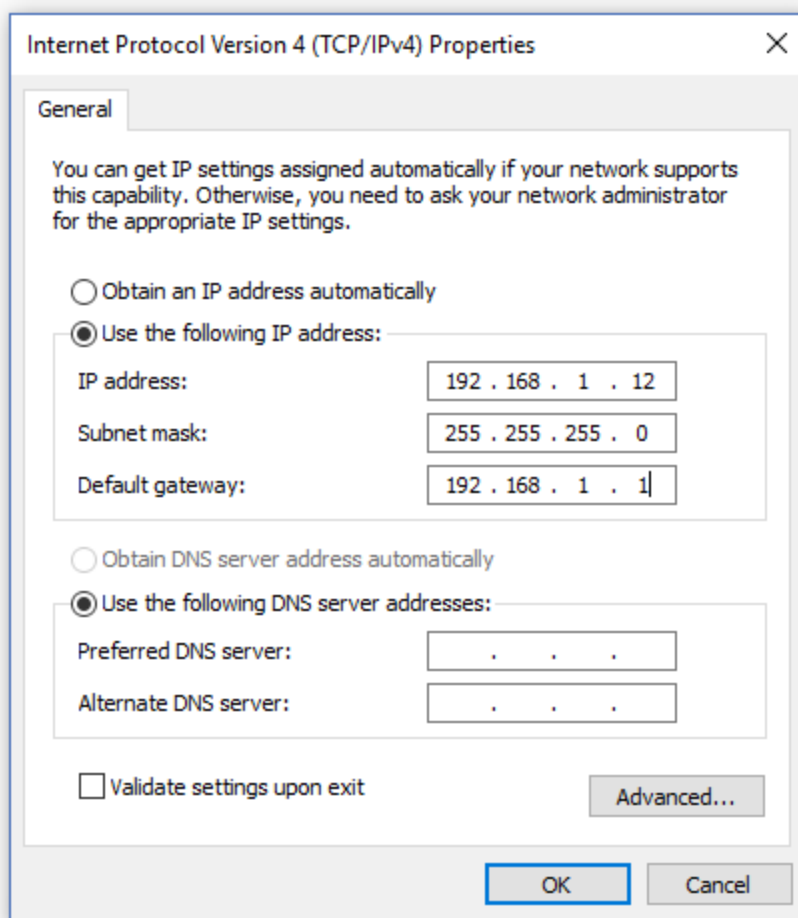 Internet Protocol Version 4 (TCP/IPv4) Properties
General
You can get IP settings assigned automatically if your network supports
this capability. Otherwise, you need to ask your network administrator
for the appropriate IP settings.
Obtain an IP address automatically
Use the following IP address:
IP address: 192 . 168 . 1 . 12
Subnet mask: 255 . 255 . 255 . 0
Default gateway: 192 . 168 . 1 . 1
Obtain DNS server address automatically
Use the following DNS server addresses:
Preferred DNS server: . . .
Alternate DNS server: . . .
Validate settings upon exit
Advanced...
OK Cancel